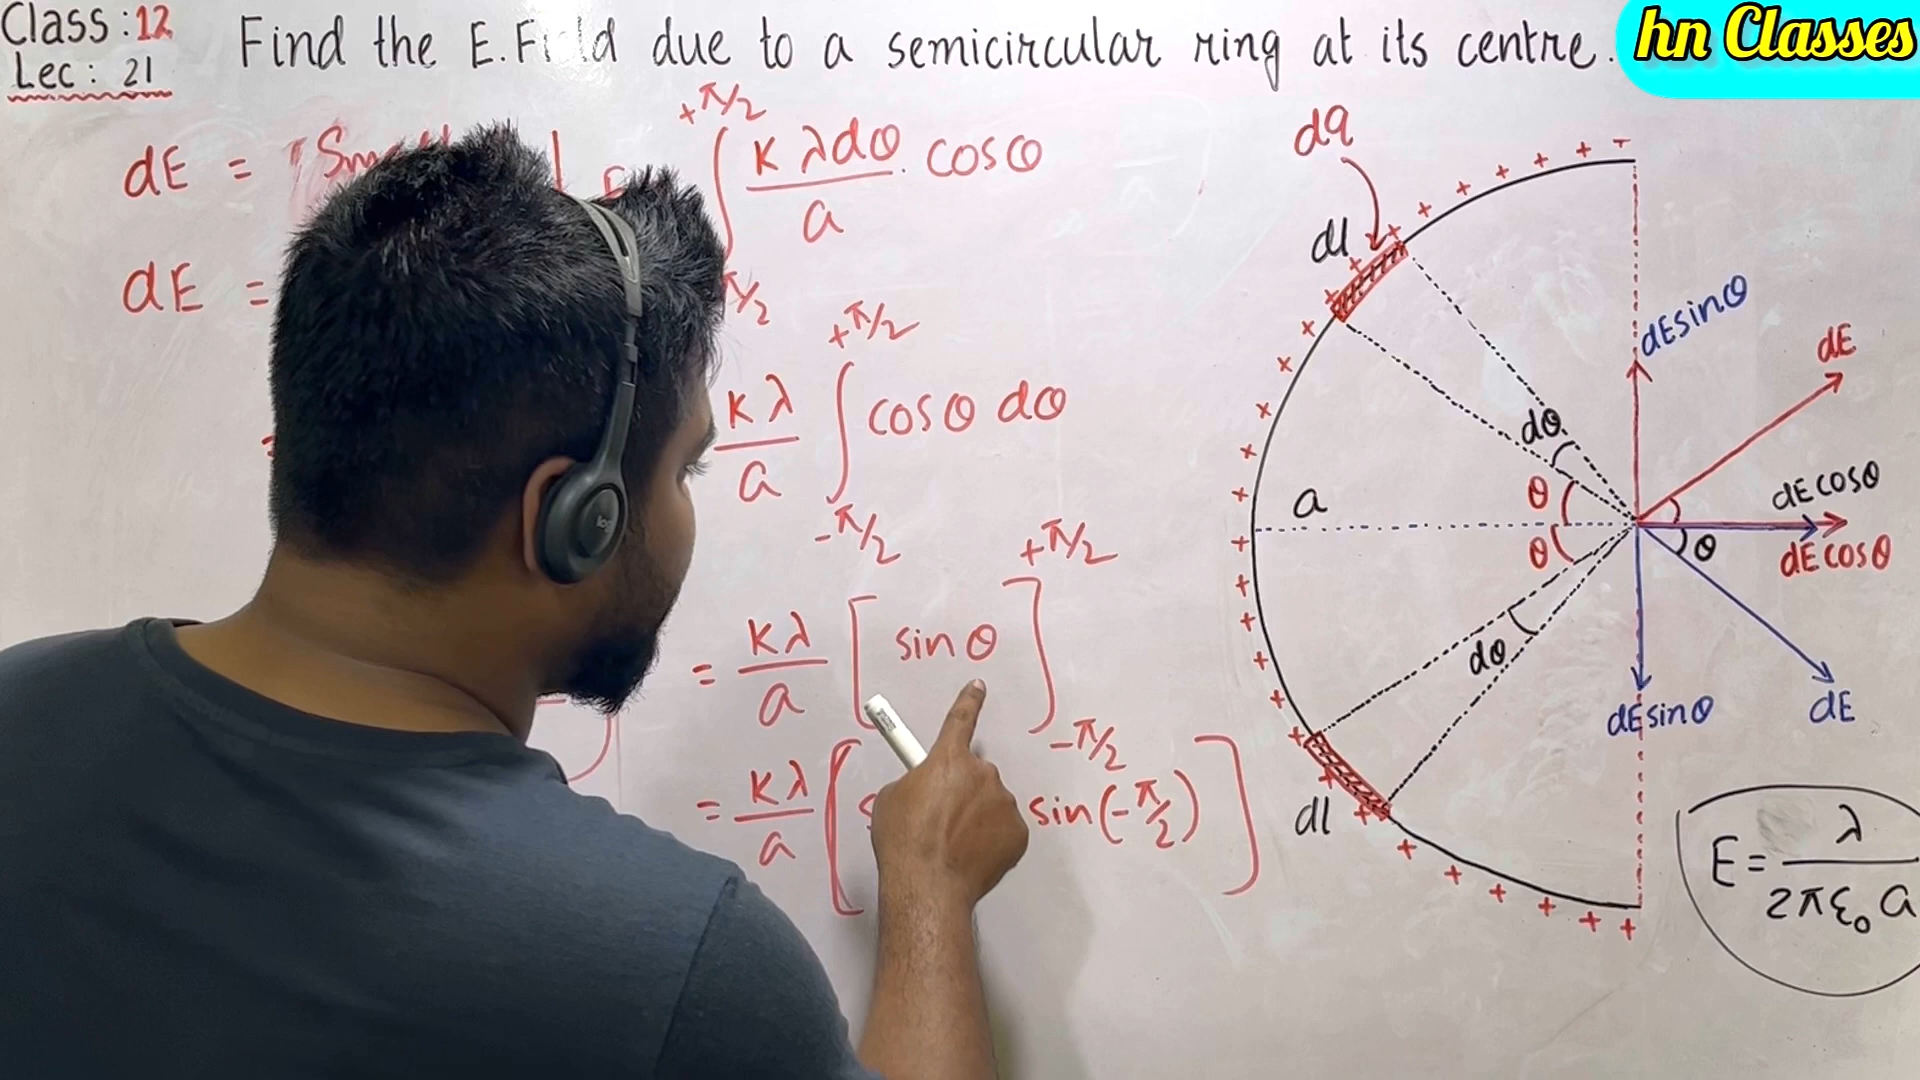 Class : 12
Lec : 21
Find the E.Field due to a semicircular ring at its centre.
hn Classes
dE =
+π/2
∫ Kλdθ/a . cosθ
dE =
π/2
=
Kλ/a ∫ cosθ dθ
+π/2
-π/2
= Kλ/a [ sinθ ]
+π/2
-π/2
= Kλ/a [ sin(-π/2) ]
dq
dl
dEsinθ
dE
dθ
a
θ
θ
dEcosθ
dEcosθ
θ
dθ
dEsinθ
dE
dl
E = λ/2πε₀a